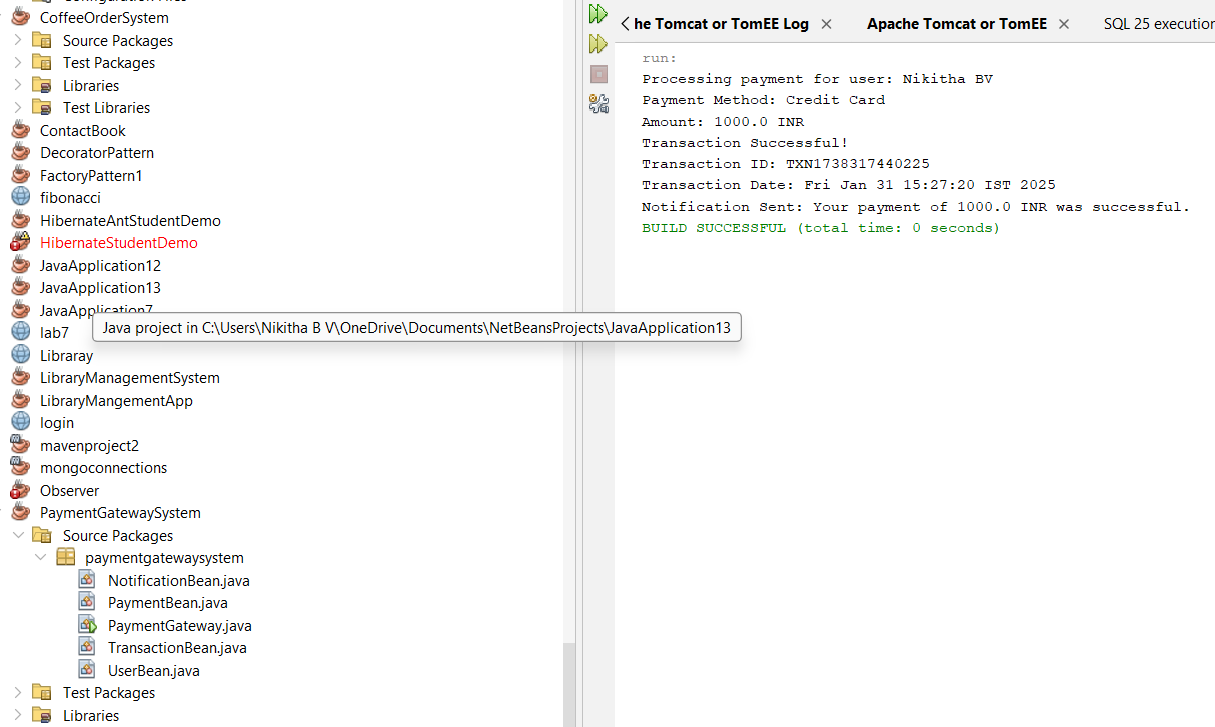 CoffeeOrderSystem
Source Packages
Test Packages
Libraries
Test Libraries
ContactBook
DecoratorPattern
FactoryPattern1
fibonacci
HibernateAntStudentDemo
HibernateStudentDemo
JavaApplication12
JavaApplication13
JavaApplication7
Java project in C:\Users\Nikitha B V\OneDrive\Documents\NetBeansProjects\JavaApplication13
lab7
Libraray
LibraryManagementSystem
LibraryMangementApp
login
mavenproject2
mongoconnections
Observer
PaymentGatewaySystem
Source Packages
paymentgatewaysystem
NotificationBean.java
PaymentBean.java
PaymentGateway.java
TransactionBean.java
UserBean.java
Test Packages
Libraries
he Tomcat or TomEE Log
Apache Tomcat or TomEE
SQL 25 execution
run:
Processing payment for user: Nikitha BV
Payment Method: Credit Card
Amount: 1000.0 INR
Transaction Successful!
Transaction ID: TXN1738317440225
Transaction Date: Fri Jan 31 15:27:20 IST 2025
Notification Sent: Your payment of 1000.0 INR was successful.
BUILD SUCCESSFUL (total time: 0 seconds)